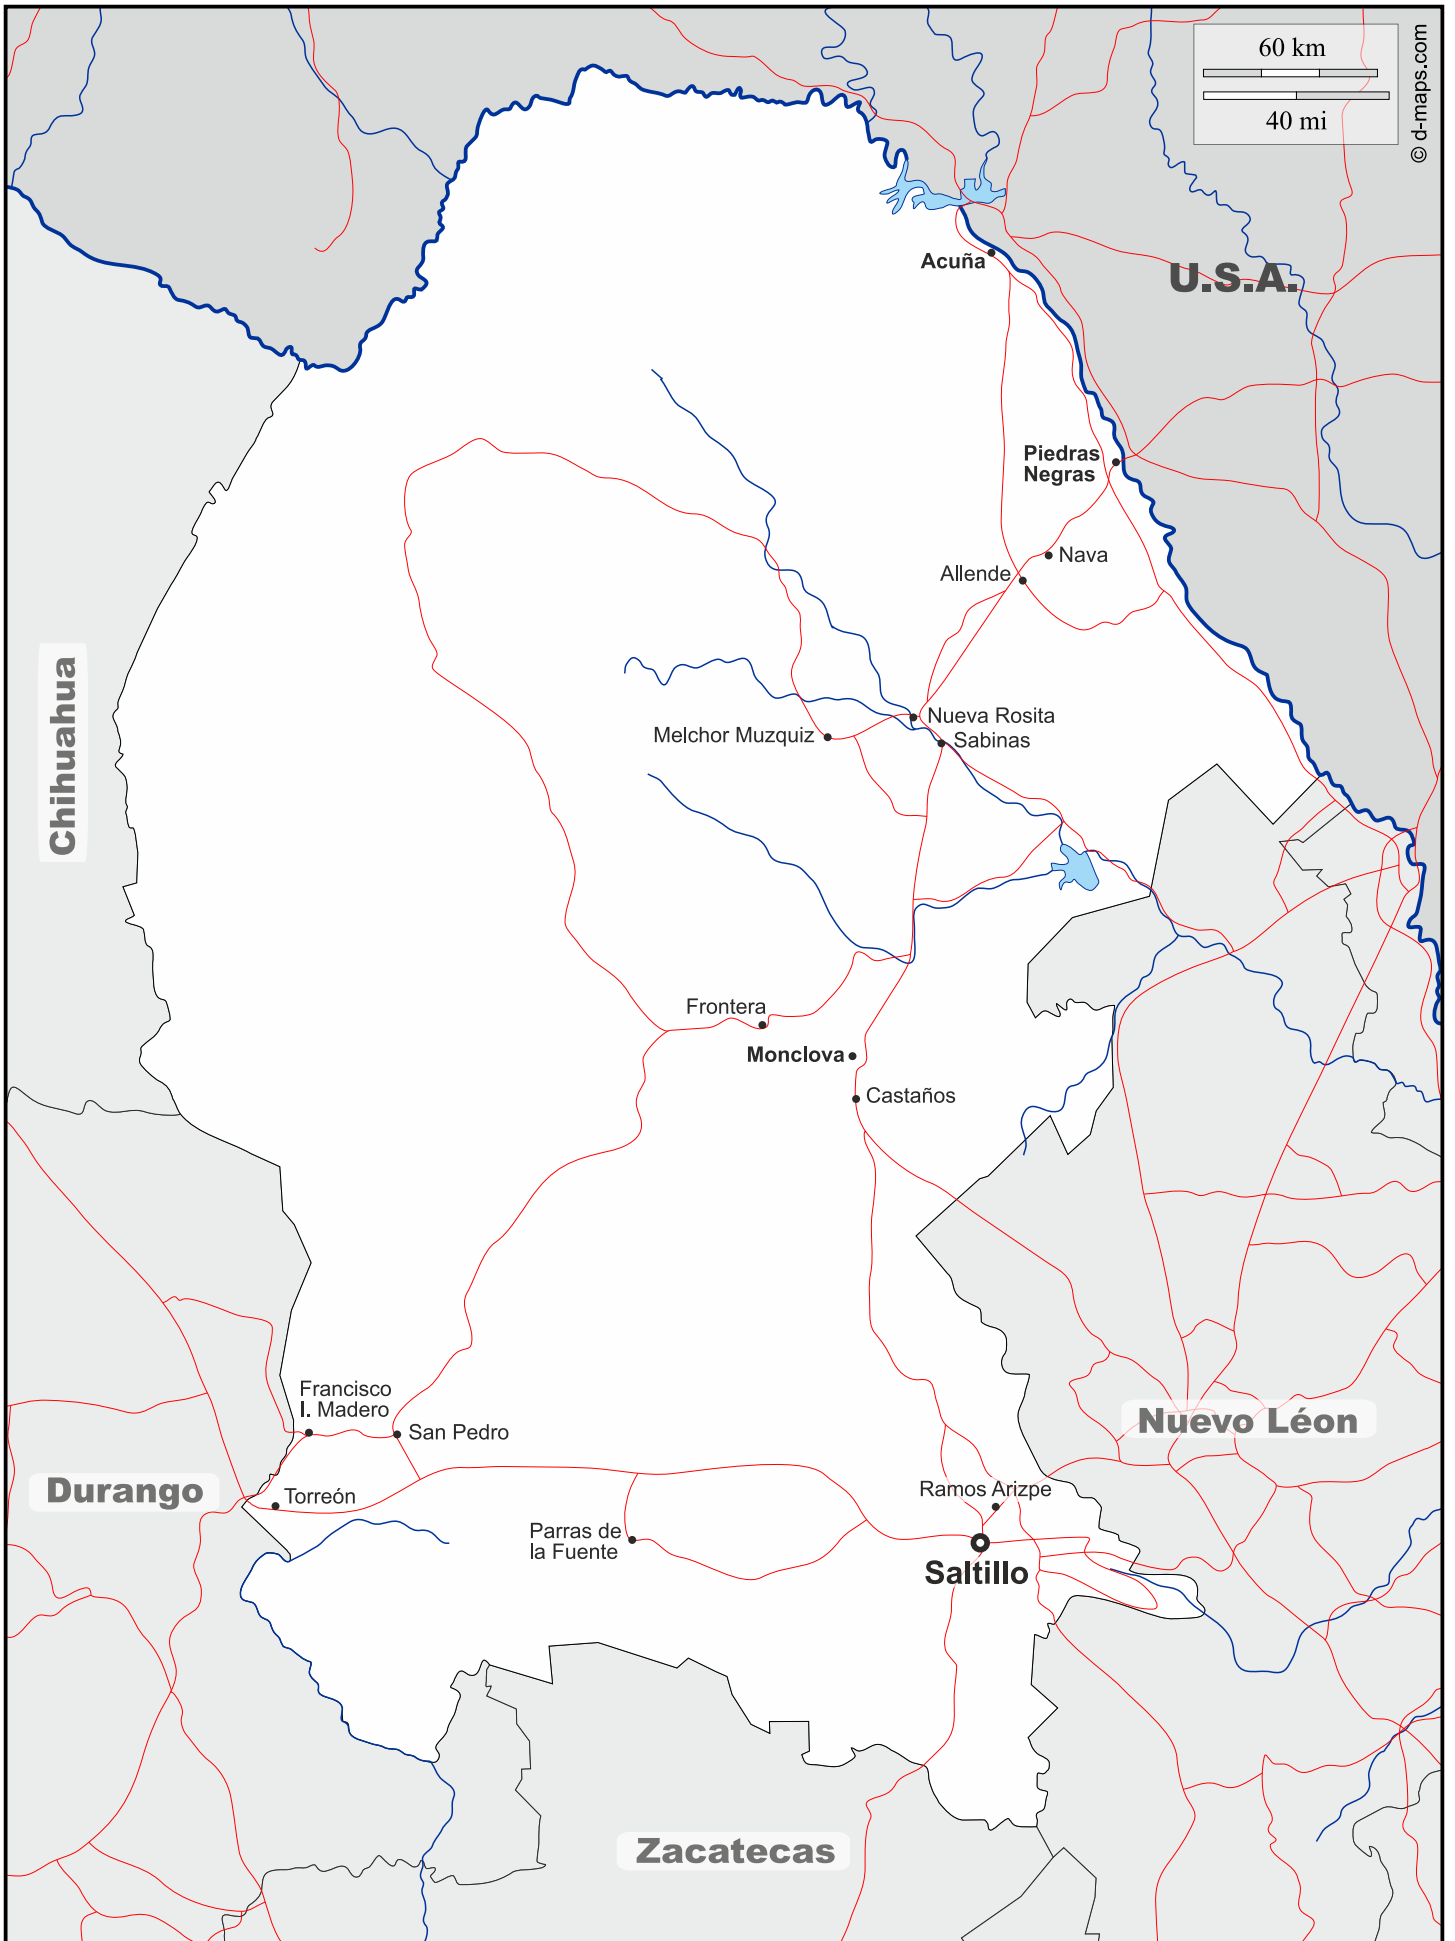 60 km
40 mi
© d-maps.com
U.S.A.
Acuña
Piedras
Negras
Nava
Allende
Chihuahua
Nueva Rosita
Melchor Muzquiz
Sabinas
Frontera
Monclova
Castaños
Francisco
I. Madero
San Pedro
Nuevo Léon
Durango
Torreón
Ramos Arizpe
Parras de
la Fuente
Saltillo
Zacatecas